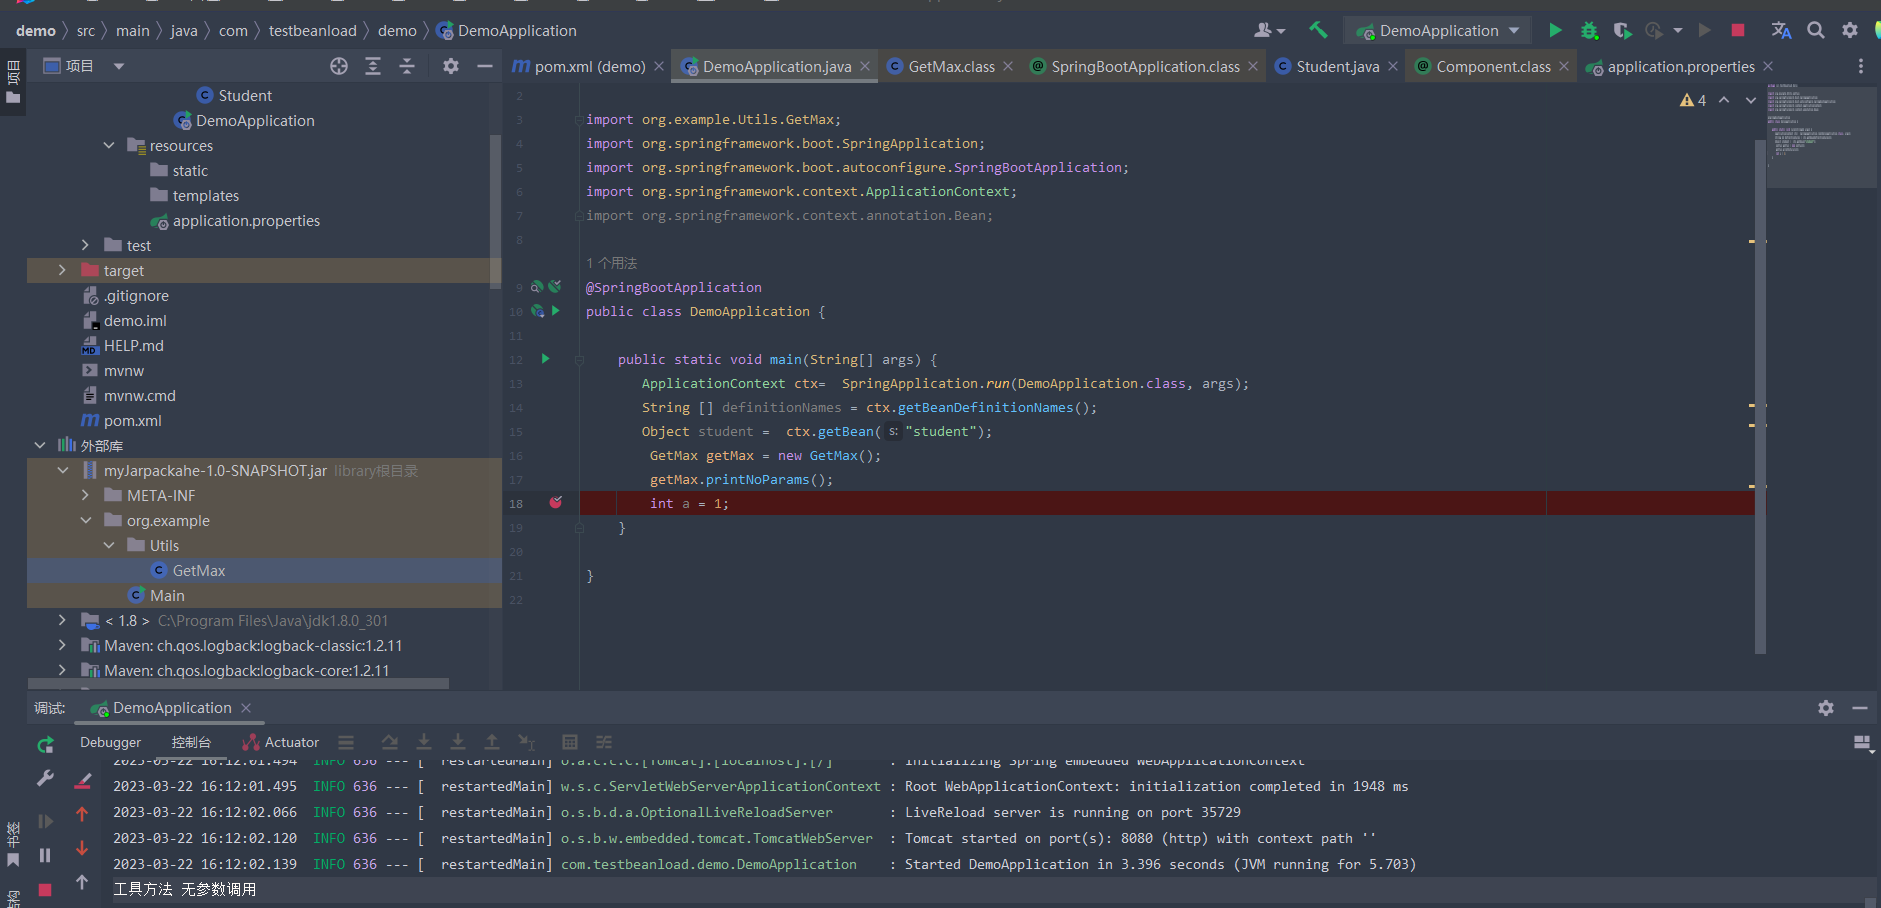 demo 〉 src 〉 main 〉 java 〉 com 〉 testbeanload 〉 demo 〉 DemoApplication
DemoApplication
项目
项目
pom.xml (demo)
DemoApplication.java
GetMax.class
SpringBootApplication.class
Student.java
Component.class
application.properties
Student
DemoApplication
resources
static
templates
application.properties
test
target
.gitignore
demo.iml
HELP.md
mvnw
mvnw.cmd
pom.xml
外部库
myJarpackahe-1.0-SNAPSHOT.jar library根目录
META-INF
org.example
Utils
GetMax
Main
< 1.8 > C:\Program Files\Java\jdk1.8.0_301
Maven: ch.qos.logback:logback-classic:1.2.11
Maven: ch.qos.logback:logback-core:1.2.11
4
2
3 import org.example.Utils.GetMax;
4 import org.springframework.boot.SpringApplication;
5 import org.springframework.boot.autoconfigure.SpringBootApplication;
6 import org.springframework.context.ApplicationContext;
7 import org.springframework.context.annotation.Bean;
8
1 个用法
9 @SpringBootApplication
10 public class DemoApplication {
11
12 public static void main(String[] args) {
13 ApplicationContext ctx=  SpringApplication.run(DemoApplication.class, args);
14 String [] definitionNames = ctx.getBeanDefinitionNames();
15 Object student =  ctx.getBean( s: "student");
16 GetMax getMax = new GetMax();
17 getMax.printNoParams();
18 int a = 1;
19 }
20
21 }
22
调试: DemoApplication
Debugger 控制台 Actuator
2023-03-22 16:12:01.494  INFO 636 --- [  restartedMain] o.a.c.c.C.[Tomcat].[localhost].[/]       : Initializing Spring embedded WebApplicationContext
2023-03-22 16:12:01.495  INFO 636 --- [  restartedMain] w.s.c.ServletWebServerApplicationContext : Root WebApplicationContext: initialization completed in 1948 ms
2023-03-22 16:12:02.066  INFO 636 --- [  restartedMain] o.s.b.d.a.OptionalLiveReloadServer       : LiveReload server is running on port 35729
2023-03-22 16:12:02.120  INFO 636 --- [  restartedMain] o.s.b.w.embedded.tomcat.TomcatWebServer  : Tomcat started on port(s): 8080 (http) with context path ''
2023-03-22 16:12:02.139  INFO 636 --- [  restartedMain] com.testbeanload.demo.DemoApplication    : Started DemoApplication in 3.396 seconds (JVM running for 5.703)
工具方法 无参数调用
书签